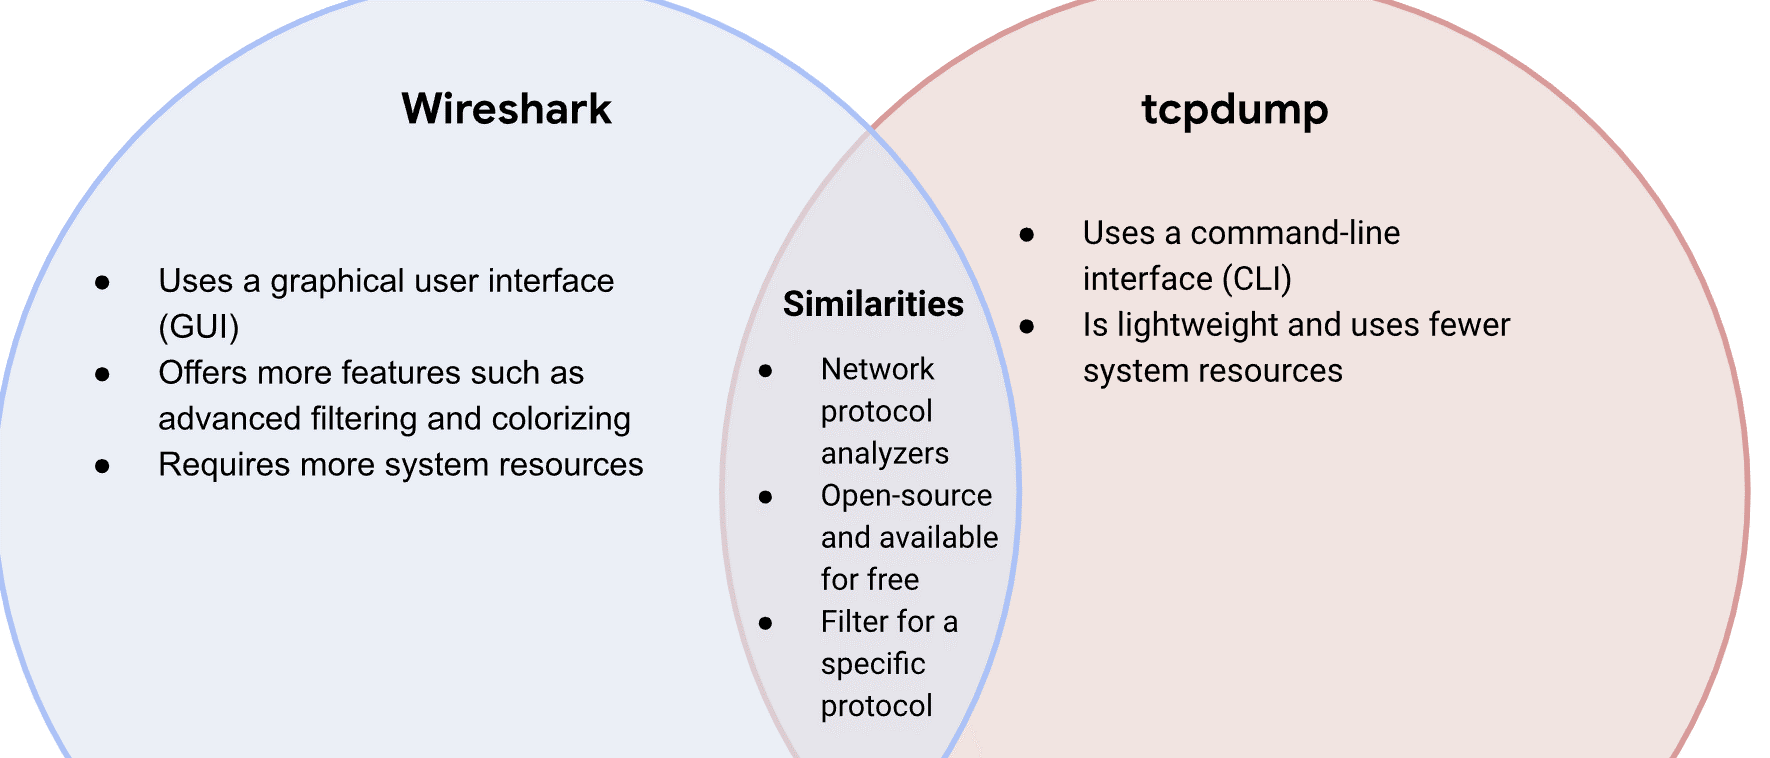 Wireshark
● Uses a graphical user interface
(GUI)
● Offers more features such as
advanced filtering and colorizing
● Requires more system resources
Similarities
● Network
protocol
analyzers
● Open-source
and available
for free
● Filter for a
specific
protocol
tcpdump
● Uses a command-line
interface (CLI)
● Is lightweight and uses fewer
system resources